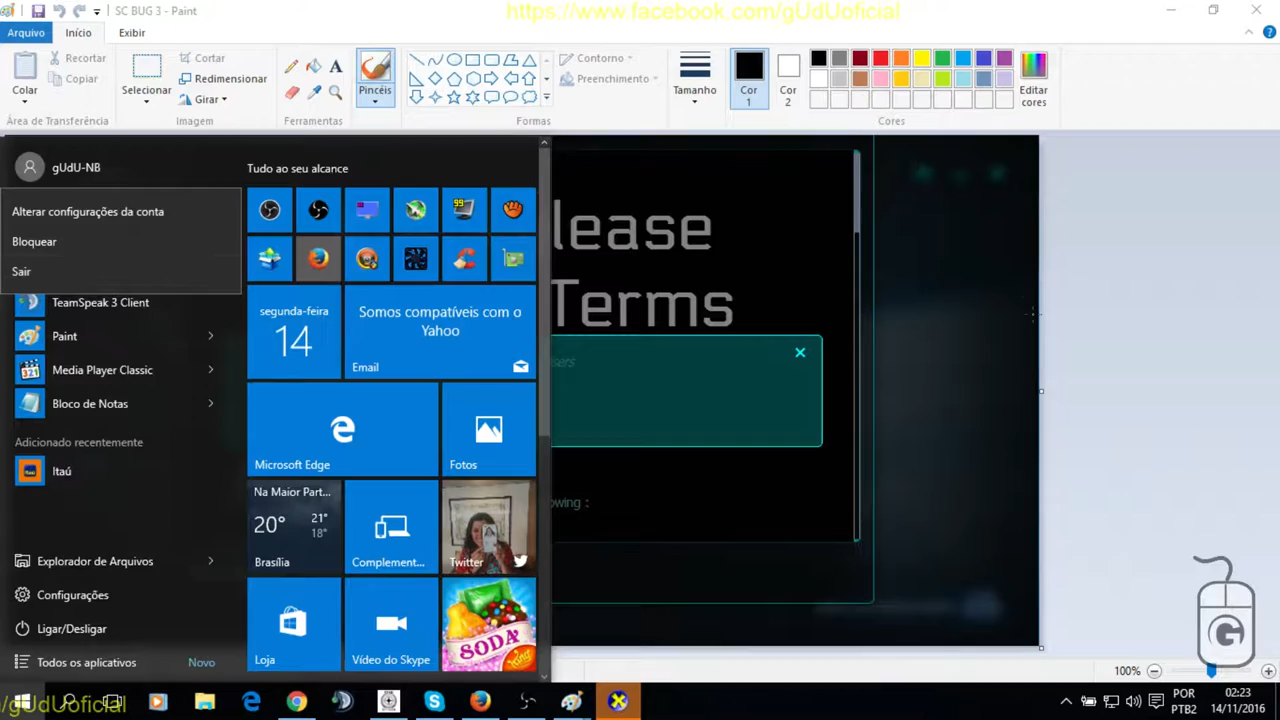 SC BUG 3 - Paint
https://www.facebook.com/gUdUoficial
Arquivo Início Exibir
Colar
Recortar
Copiar
Área de Transferência
Selecionar
Cortar
Redimensionar
Girar
Imagem
A
Ferramentas
Pincéis
Contorno
Preenchimento
Formas
Tamanho
Cor
1
Cor
2
Editar
cores
Cores
gUdU-NB
Alterar configurações da conta
Bloquear
Sair
TeamSpeak 3 Client
Paint
Media Player Classic
Bloco de Notas
Adicionado recentemente
Itaú
Explorador de Arquivos
Configurações
Ligar/Desligar
Todos os aplicativos Novo
Tudo ao seu alcance
99
segunda-feira
14
Somos compatíveis com o
Yahoo
Email
Microsoft Edge
Fotos
Na Maior Part...
20° 21°
18°
Brasília
Complement...
Twitter
Loja
Vídeo do Skype
SODA
lease
Terms
sers
owing :
100%
/gUdUoficial
POR
PTB2
02:23
14/11/2016